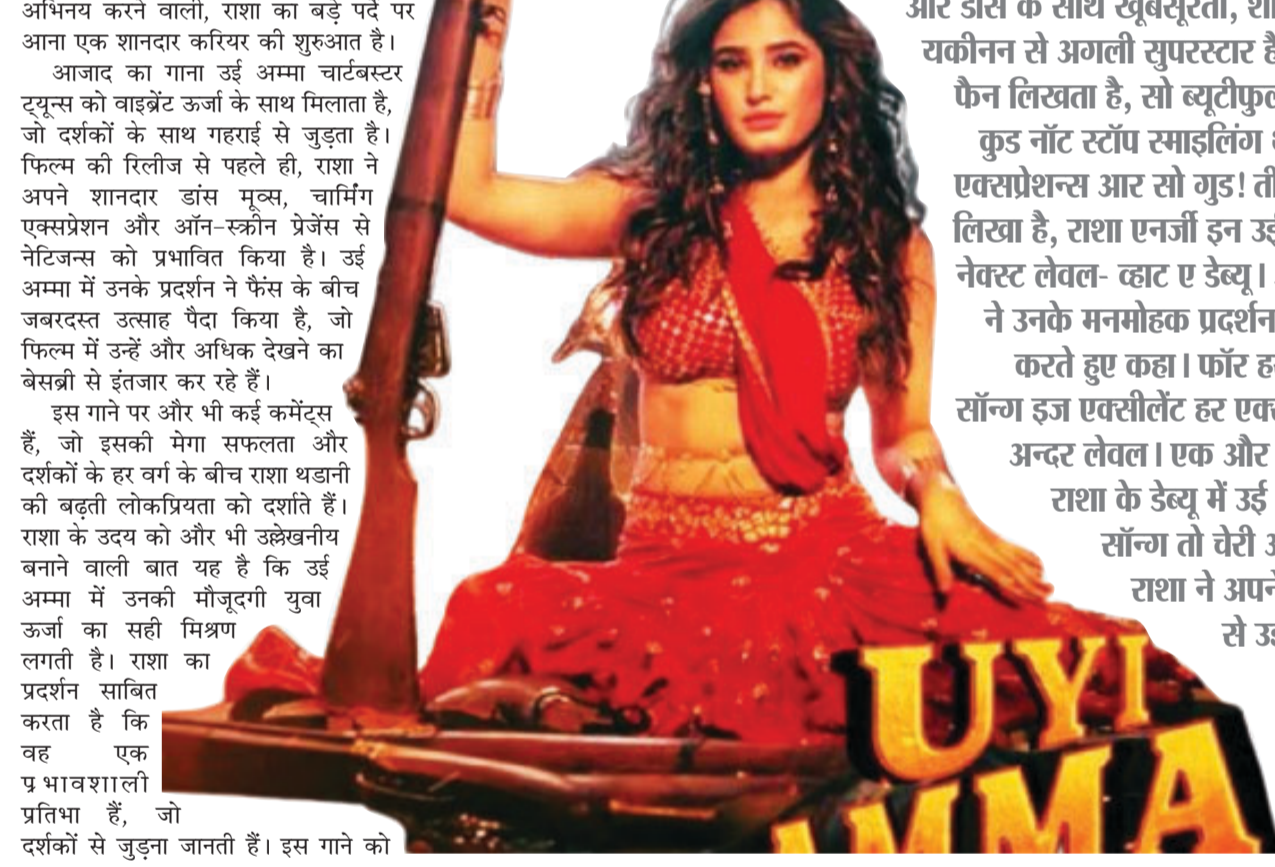 अभिनय करने वाली, राशा का बड़े पर्दे पर
आना एक शानदार करियर की शुरुआत है।
आजाद का गाना उई अम्मा चार्टबस्टर
ट्यून्स को वाइब्रेंट ऊर्जा के साथ मिलाता है,
जो दर्शकों के साथ गहराई से जुड़ता है।
फिल्म की रिलीज से पहले ही, राशा ने
अपने शानदार डांस मूव्स, चार्मिंग
एक्सप्रेशन और ऑन-स्क्रीन प्रेजेंस से
नेटिजन्स को प्रभावित किया है। उई
अम्मा में उनके प्रदर्शन ने फैंस के बीच
जबरदस्त उत्साह पैदा किया है, जो
फिल्म में उन्हें और अधिक देखने का
बेसब्री से इंतजार कर रहे हैं।
इस गाने पर और भी कई कमेंट्स
हैं, जो इसकी मेगा सफलता और
दर्शकों के हर वर्ग के बीच राशा थडानी
की बढ़ती लोकप्रियता को दर्शाते हैं।
राशा के उदय को और भी उल्लेखनीय
बनाने वाली बात यह है कि उई
अम्मा में उनकी मौजूदगी युवा
ऊर्जा का सही मिश्रण
लगती है। राशा का
प्रदर्शन साबित
करता है कि
वह एक
प्रभावशाली
प्रतिभा हैं, जो
दर्शकों से जुड़ना जानती हैं। इस गाने को
और डांस के साथ खूबसूरती,
यकीनन से अगली सुपरस्टार
फैन लिखता है, सो
कुड नॉट स्टॉप स्माइलिंग
एक्सप्रेशन्स आर सो गुड!
लिखा है, राशा एनर्जी इन
नेक्स्ट लेवल- व्हाट ए डेब्यू।
ने उनके मनमोहक प्रदर्शन
करते हुए कहा। फॉर
सॉन्ग इज एक्सीलेंट हर
अन्दर लेवल। एक और
राशा के डेब्यू में उई
सॉन्ग तो चेरी
राशा ने
से
UYI
AMMA